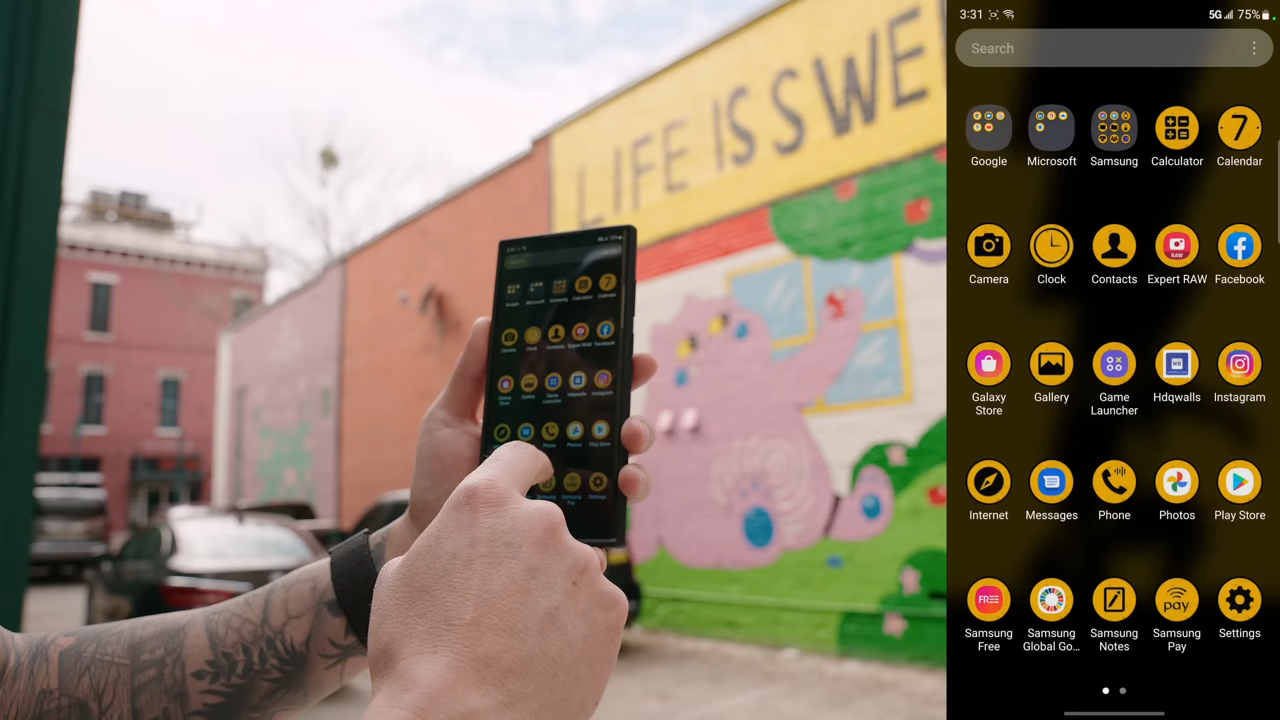 LIFE IS SWE
3:31 5G 75%
Search
Google Microsoft Samsung Calculator Calendar
7
Camera Clock Contacts Expert RAW Facebook
RAW
Galaxy Store Gallery Game Launcher Hdqwalls Instagram
Internet Messages Phone Photos Play Store
FREE
pay
Samsung Free Samsung Global Go... Samsung Notes Samsung Pay Settings